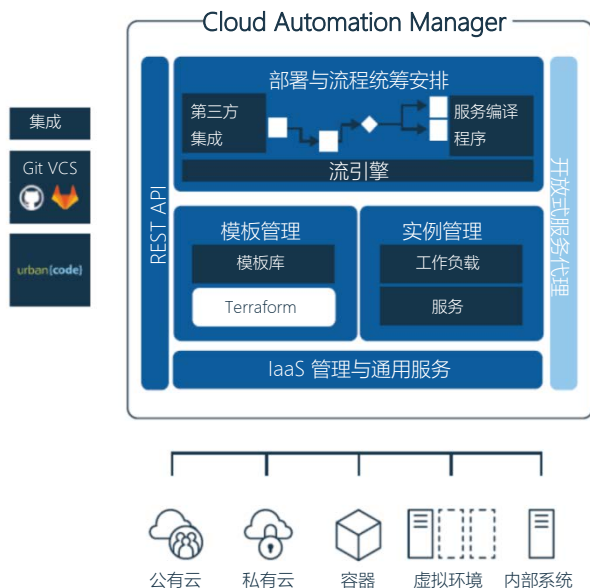 Cloud Automation Manager
集成
Git VCS
urban{code}
REST API
部署与流程统筹安排
第三方
集成
服务编译
程序
流引擎
模板管理
模板库
Terraform
实例管理
工作负载
服务
IaaS 管理与通用服务
开放式服务代理
公有云
私有云
容器
虚拟环境
内部系统